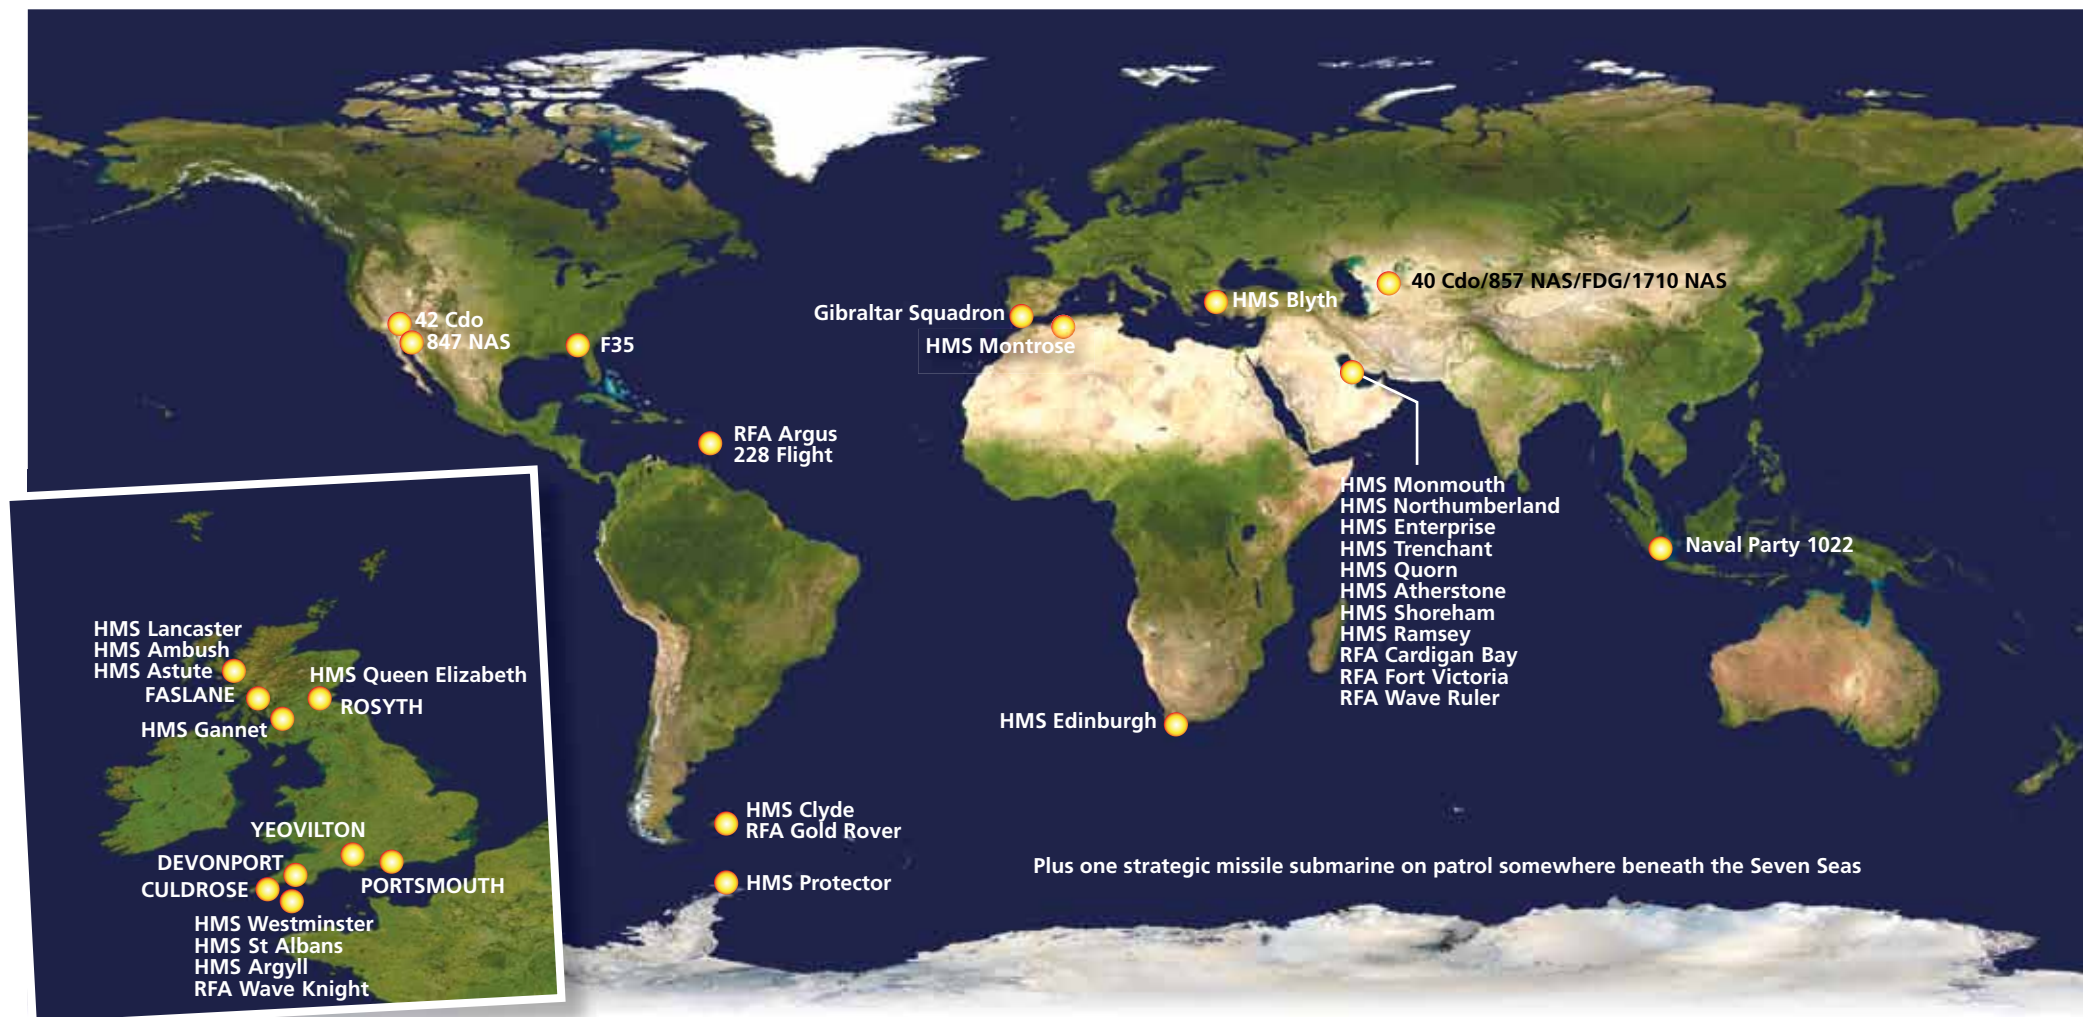 42 Cdo
847 NAS
F35
RFA Argus
228 Flight
Gibraltar Squadron
HMS Montrose
HMS Blyth
40 Cdo/857 NAS/FDG/1710 NAS
HMS Monmouth
HMS Northumberland
HMS Enterprise
HMS Trenchant
HMS Quorn
HMS Atherstone
HMS Shoreham
HMS Ramsey
RFA Cardigan Bay
RFA Fort Victoria
RFA Wave Ruler
Naval Party 1022
HMS Edinburgh
HMS Clyde
RFA Gold Rover
HMS Protector
Plus one strategic missile submarine on patrol somewhere beneath the Seven Seas
HMS Lancaster
HMS Ambush
HMS Astute
FASLANE
HMS Gannet
HMS Queen Elizabeth
ROSYTH
YEOVILTON
DEVONPORT
CULDROSE
PORTSMOUTH
HMS Westminster
HMS St Albans
HMS Argyll
RFA Wave Knight